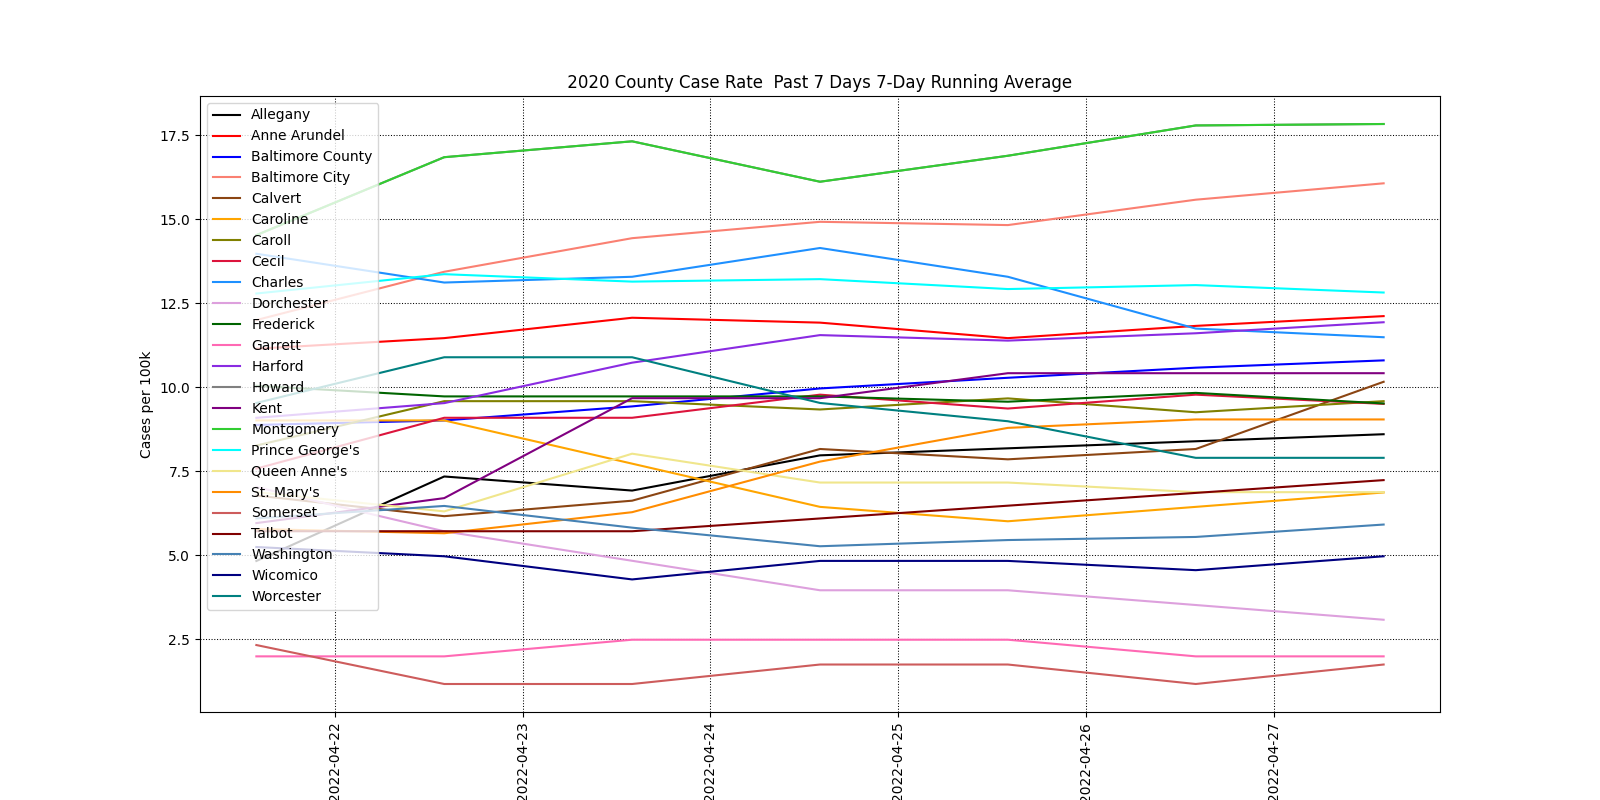 2020 County Case Rate  Past 7 Days 7-Day Running Average
Cases per 100k
17.5
15.0
12.5
10.0
7.5
5.0
2.5
Allegany
Anne Arundel
Baltimore County
Baltimore City
Calvert
Caroline
Caroll
Cecil
Charles
Dorchester
Frederick
Garrett
Harford
Howard
Kent
Montgomery
Prince George's
Queen Anne's
St. Mary's
Somerset
Talbot
Washington
Wicomico
Worcester
2022-04-22
2022-04-23
2022-04-24
2022-04-25
2022-04-26
2022-04-27